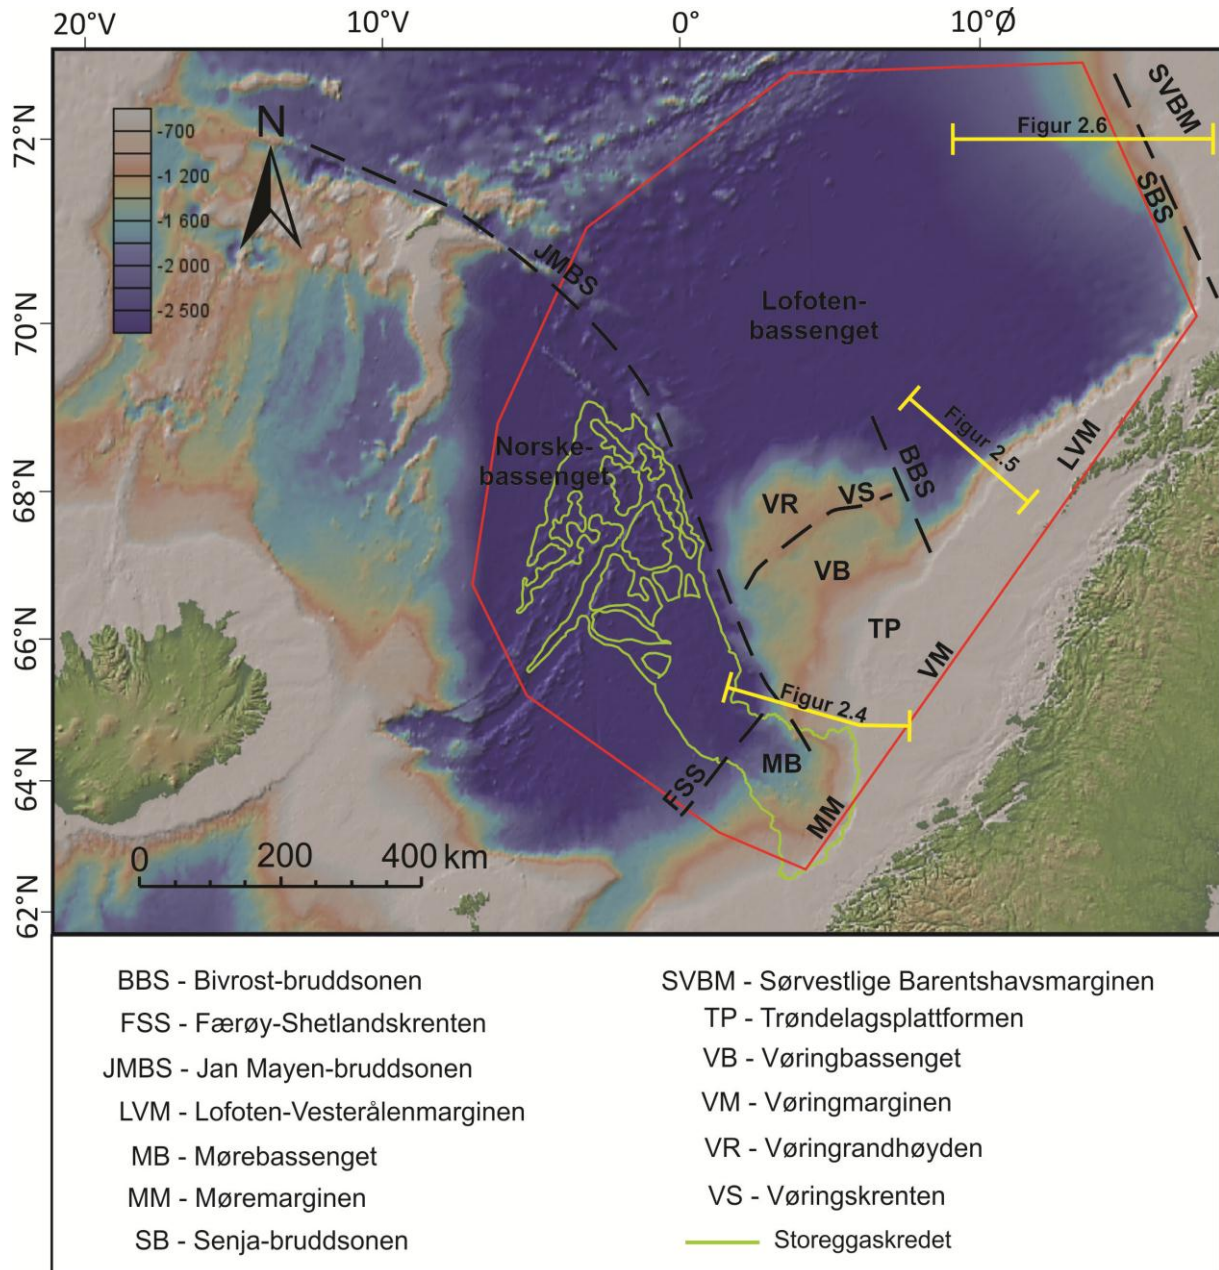 20°V 10°V 0° 10°Ø
72°N
70°N
68°N
66°N
64°N
62°N
N
-700
-1 200
-1 600
-2 000
-2 500
SVBM
Figur 2.6
SBS
JMBS
Lofoten-
bassenget
Figur 2.5
LVM
Norske-
bassenget
BBS
VR
VS
VB
TP
VM
Figur 2.4
MB
FSS
MM
0 200 400 km
BBS - Bivrost-bruddsonen
FSS - Færøy-Shetlandskrenten
JMBS - Jan Mayen-bruddsonen
LVM - Lofoten-Vesterålenmarginen
MB - Mørebassenget
MM - Møremarginen
SB - Senja-bruddsonen
SVBM - Sørvestlige Barentshavsmarginen
TP - Trøndelagsplattformen
VB - Vøringbassenget
VM - Vøringmarginen
VR - Vøringrandhøyden
VS - Vøringskrenten
Storeggaskredet